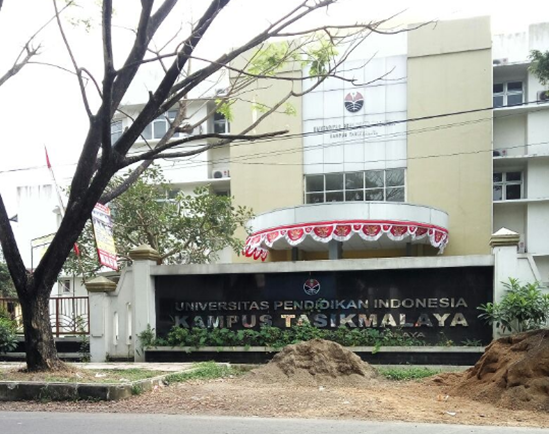 UNIVERSITAS PENDIDIKAN INDONESIA
KAMPUS TASIKMALAYA